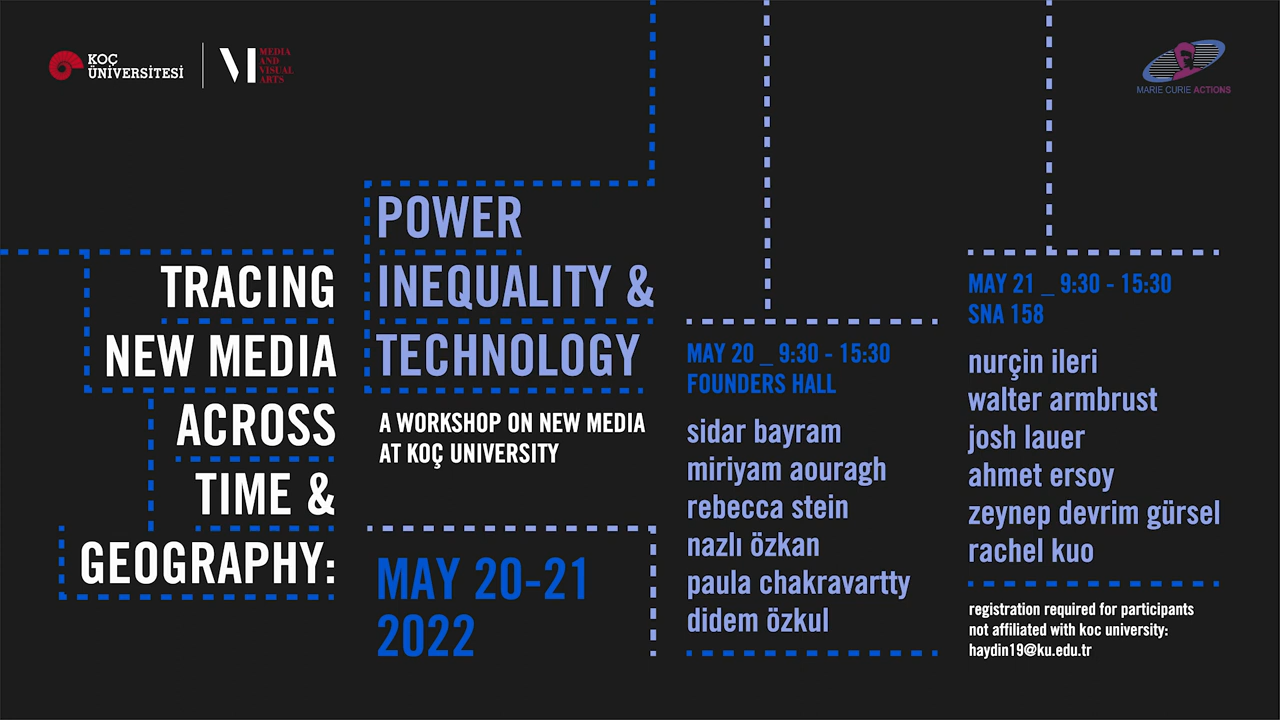 KOÇ
ÜNİVERSİTESİ
MEDIA
AND
VISUAL
ARTS
MARIE CURIE ACTIONS
TRACING
NEW MEDIA
ACROSS
TIME &
GEOGRAPHY:
POWER
INEQUALITY &
TECHNOLOGY
A WORKSHOP ON NEW MEDIA
AT KOÇ UNIVERSITY
MAY 20-21
2022
MAY 20 _ 9:30 - 15:30
FOUNDERS HALL
sidar bayram
miriyam aouragh
rebecca stein
nazlı özkan
paula chakravartty
didem özkul
MAY 21 _ 9:30 - 15:30
SNA 158
nurçin ileri
walter armbrust
josh lauer
ahmet ersoy
zeynep devrim gürsel
rachel kuo
registration required for participants
not affiliated with koc university:
haydin19@ku.edu.tr